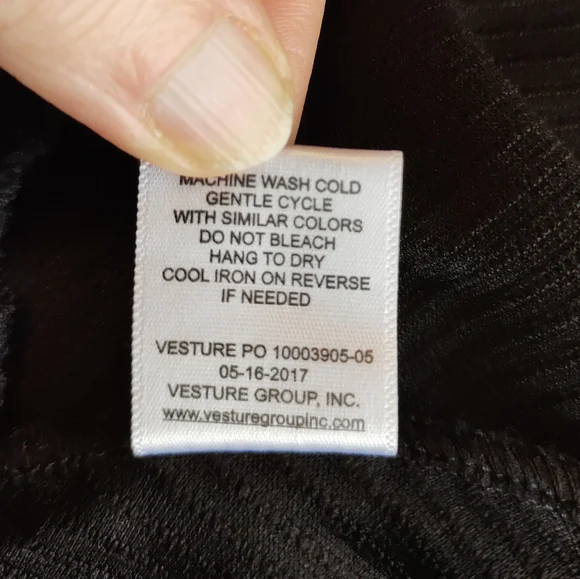 MACHINE WASH COLD
GENTLE CYCLE
WITH SIMILAR COLORS
DO NOT BLEACH
HANG TO DRY
COOL IRON ON REVERSE
IF NEEDED
VESTURE PO 10003905-05
05-16-2017
VESTURE GROUP, INC.
www.vesturegroupinc.com